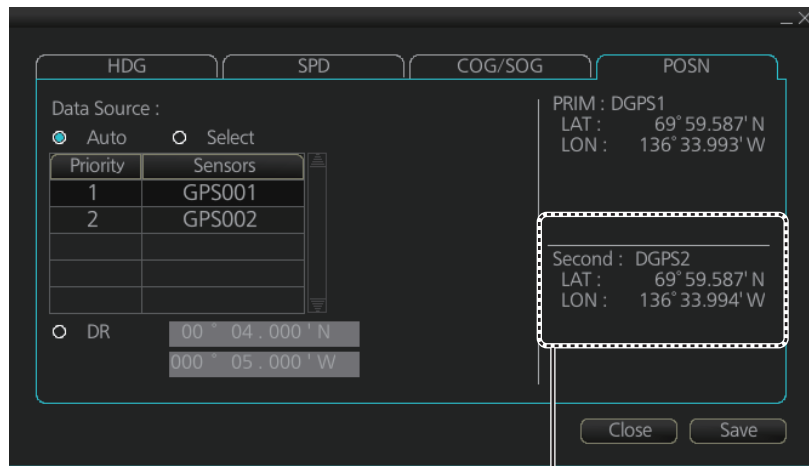 HDG SPD COG/SOG POSN
Data Source :
Auto Select
Priority Sensors
1 GPS001
2 GPS002
DR 00 ° 04 . 000 ' N
000 ° 05 . 000 ' W
PRIM : DGPS1
LAT : 69° 59.587' N
LON : 136° 33.993' W
Second : DGPS2
LAT : 69° 59.587' N
LON : 136° 33.994' W
Close Save